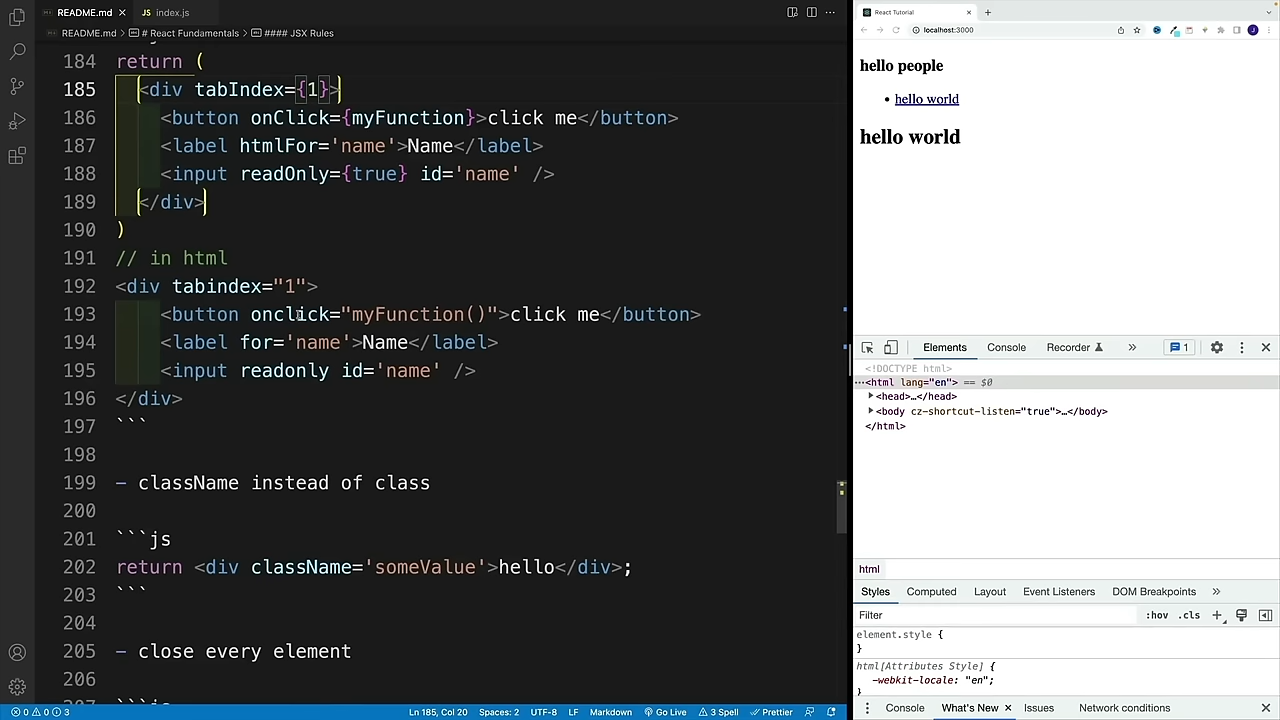 README.md
index.js
README.md > # React Fundamentals > #### JSX Rules
184 return (
185 <div tabIndex={1}>
186 <button onClick={myFunction}>click me</button>
187 <label htmlFor='name'>Name</label>
188 <input readOnly={true} id='name' />
189 </div>
190 )
191 // in html
192 <div tabindex="1">
193 <button onclick="myFunction()">click me</button>
194 <label for='name'>Name</label>
195 <input readonly id='name' />
196 </div>
197 ```
198
199 - className instead of class
200
201 ```js
202 return <div className='someValue'>hello</div>;
203 ```
204
205 - close every element
206
0 0 3
Ln 185, Col 20 Spaces: 2 UTF-8 LF Markdown Go Live 3 Spell Prettier
React Tutorial
localhost:3000
J
hello people
• hello world
hello world
Elements Console Recorder 1
<!DOCTYPE html>
<html lang="en"> == $0
<head>…</head>
<body cz-shortcut-listen="true">…</body>
</html>
html
Styles Computed Layout Event Listeners DOM Breakpoints
Filter :hov .cls
element.style {
}
html[Attributes Style] {
-webkit-locale: "en";
}
Console What's New Issues Network conditions